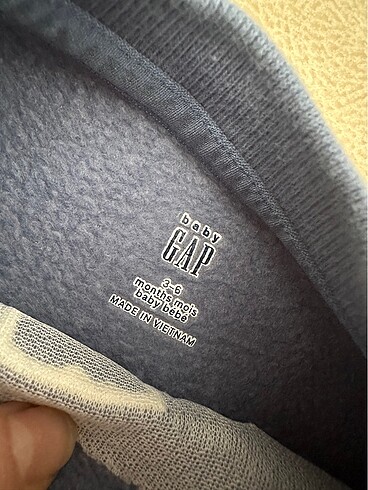 baby
GAP
3-6
months mois
baby bébé
MADE IN VIETNAM